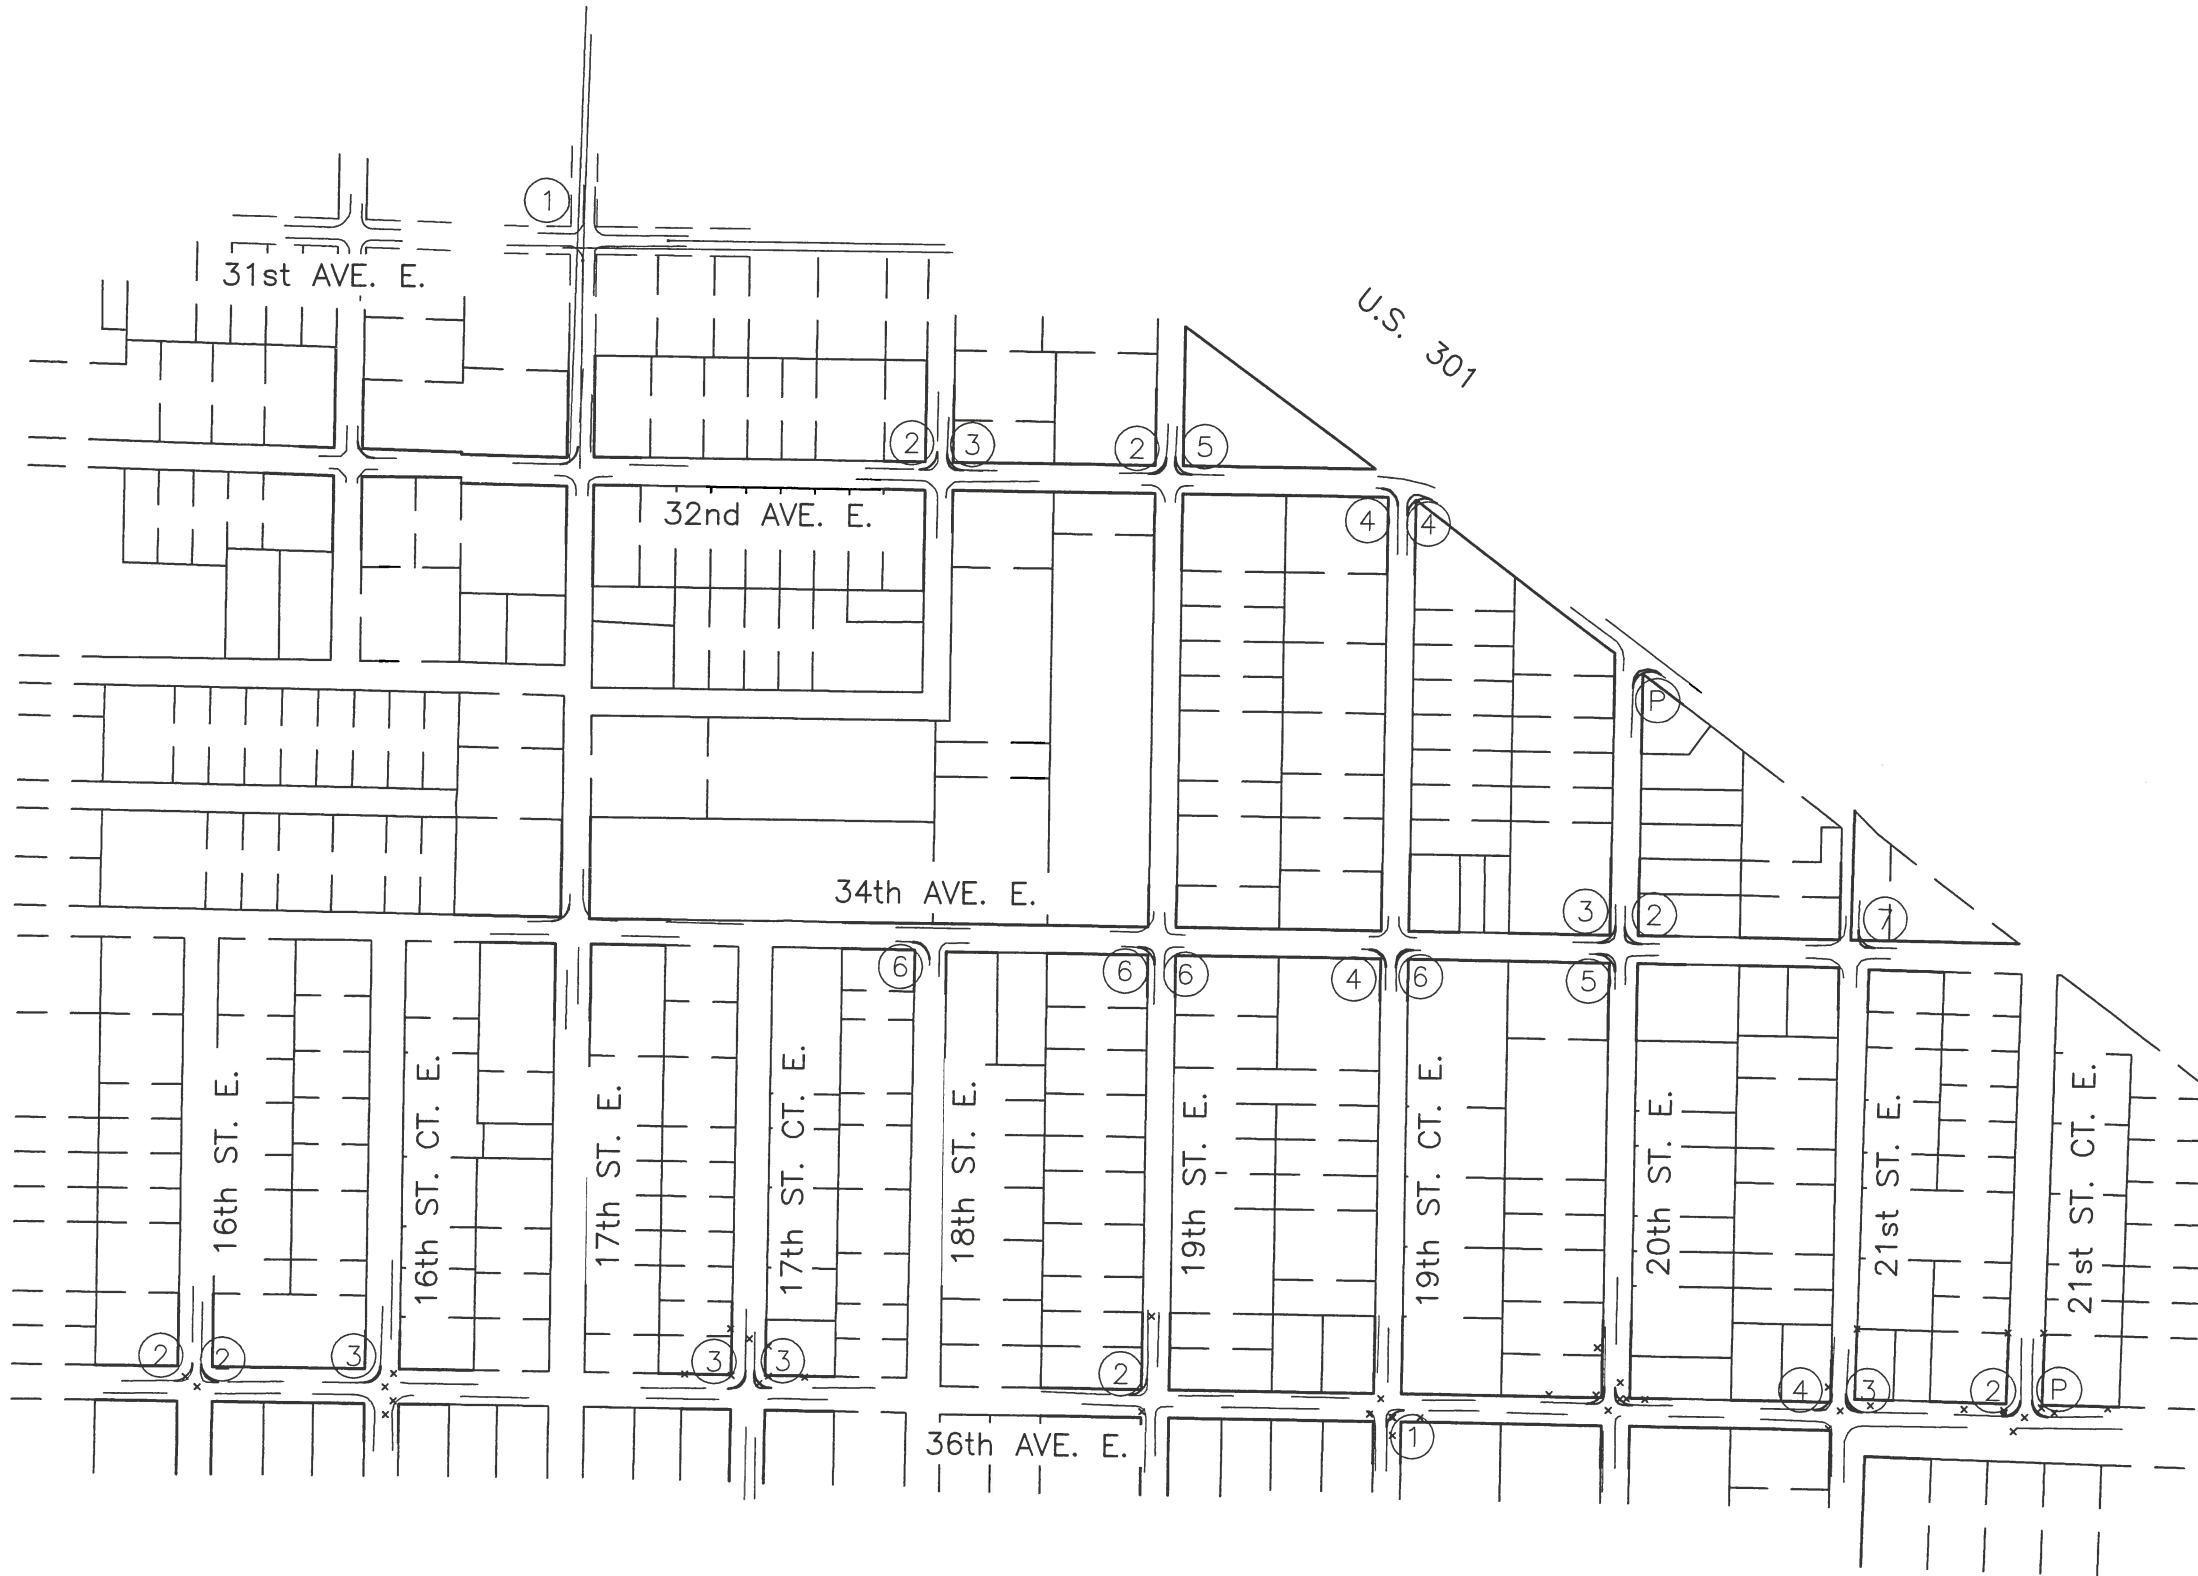 1
31st AVE. E.
U.S. 301
2
3
2
5
32nd AVE. E.
4
4
P
34th AVE. E.
3
2
7
6
6
6
4
6
5
16th ST. E.
16th ST. CT. E.
17th ST. E.
17th ST. CT. E.
18th ST. E.
19th ST. E.
19th ST. CT. E.
20th ST. E.
21st ST. E.
21st ST. CT. E.
2
2
3
3
3
2
4
3
2
P
36th AVE. E.
1